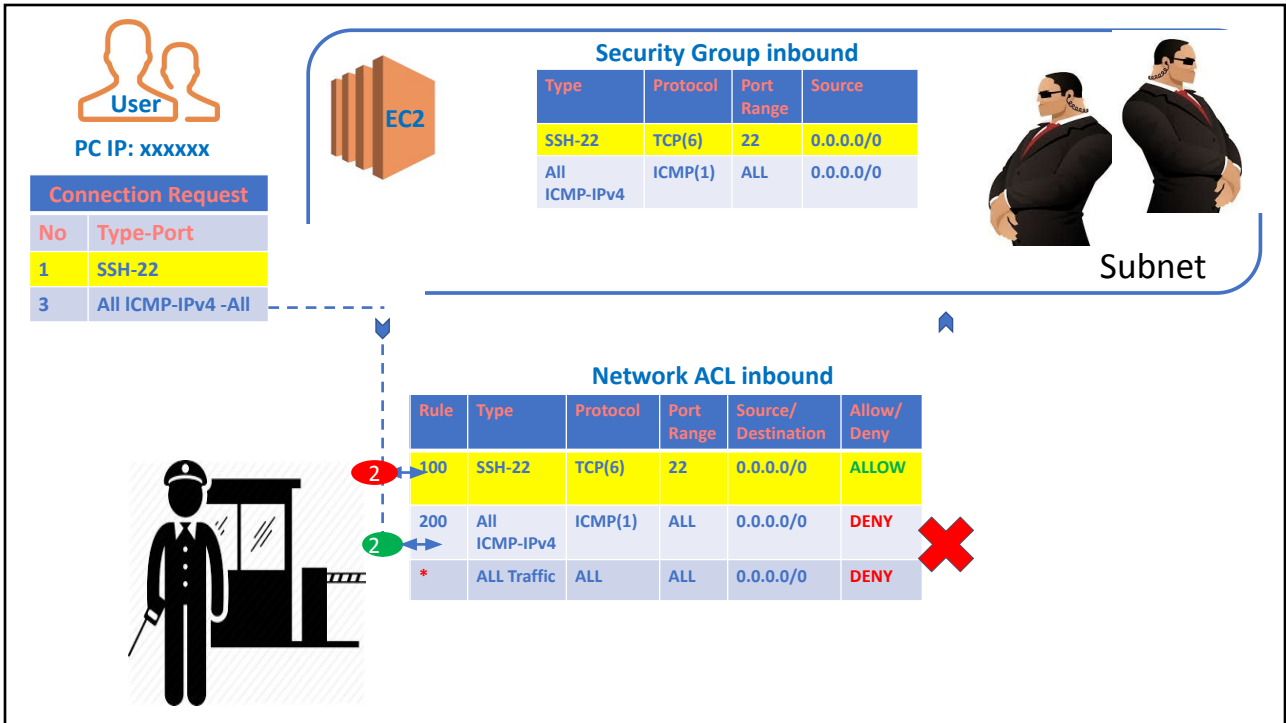 User
PC IP: xxxxxx
Connection Request
No Type-Port
1 SSH-22
3 All ICMP-IPv4 -All
EC2
Security Group inbound
Type Protocol Port Range Source
SSH-22 TCP(6) 22 0.0.0.0/0
All ICMP-IPv4 ICMP(1) ALL 0.0.0.0/0
Subnet
Network ACL inbound
Rule Type Protocol Port Range Source/ Destination Allow/ Deny
2 100 SSH-22 TCP(6) 22 0.0.0.0/0 ALLOW
2 200 All ICMP-IPv4 ICMP(1) ALL 0.0.0.0/0 DENY
* ALL Traffic ALL ALL 0.0.0.0/0 DENY